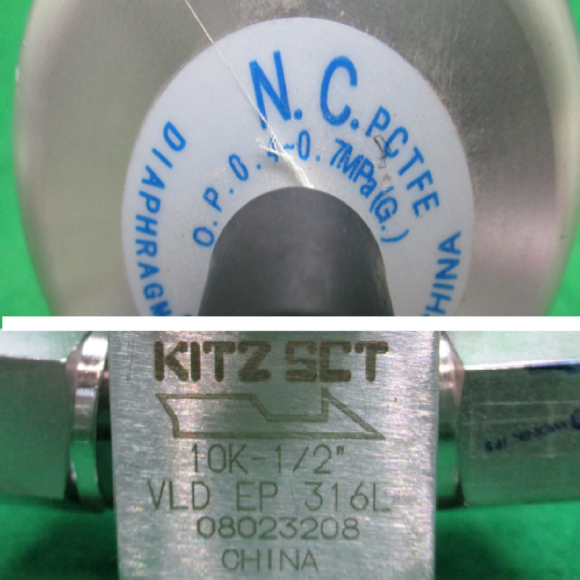 N.C.
PCTFE
DIAPHRAGM
O.P.0.4~0.7MPa(G.)
CHINA
KITZ SCT
10K-1/2"
VLD EP 316L
08023208
CHINA